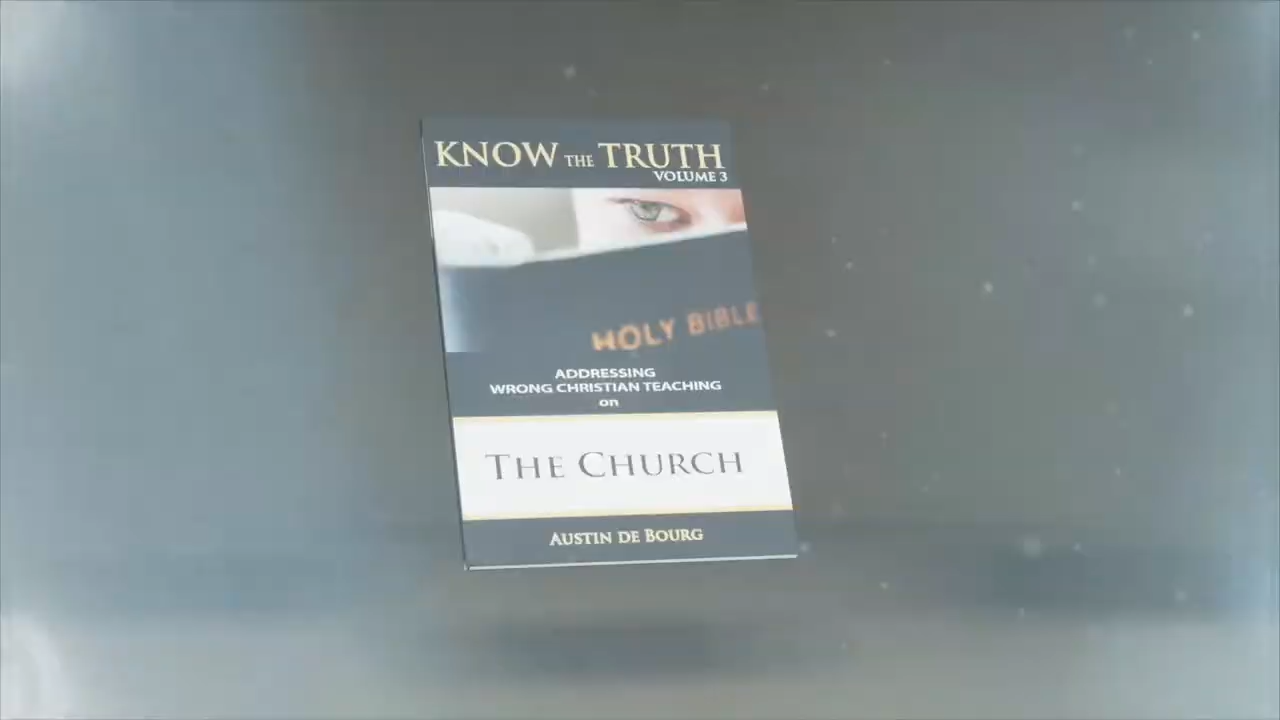 KNOW THE TRUTH
VOLUME 3
HOLY BIBLE
ADDRESSING
WRONG CHRISTIAN TEACHING
on
THE CHURCH
AUSTIN DE BOURG